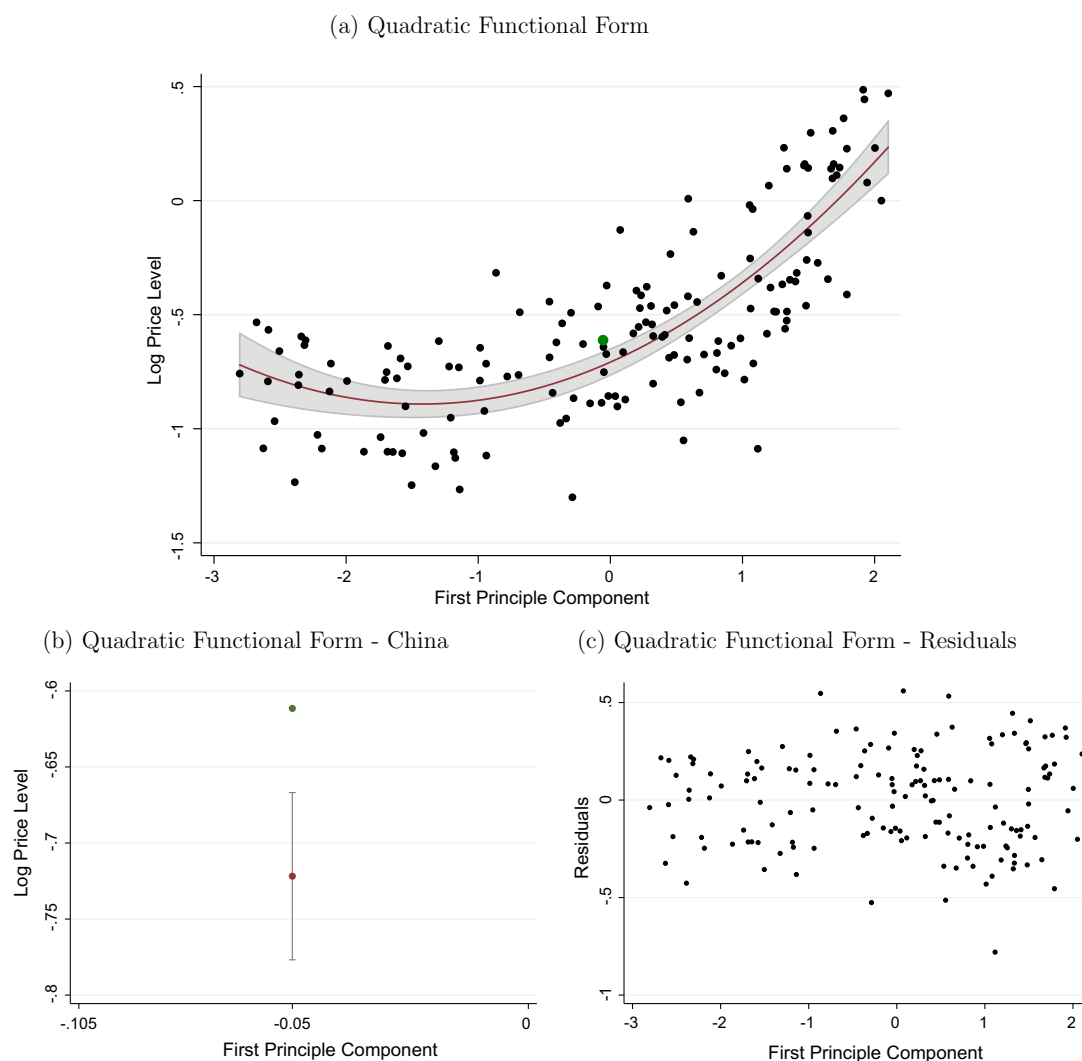 (a) Quadratic Functional Form
.5
0
-.5
-1
-1.5
Log Price Level
-3 -2 -1 0 1 2
First Principle Component
(b) Quadratic Functional Form - China
-.6
-.65
-.7
-.75
-.8
Log Price Level
-.105 -0.05 0
First Principle Component
(c) Quadratic Functional Form - Residuals
.5
0
-.5
-1
Residuals
-3 -2 -1 0 1 2
First Principle Component